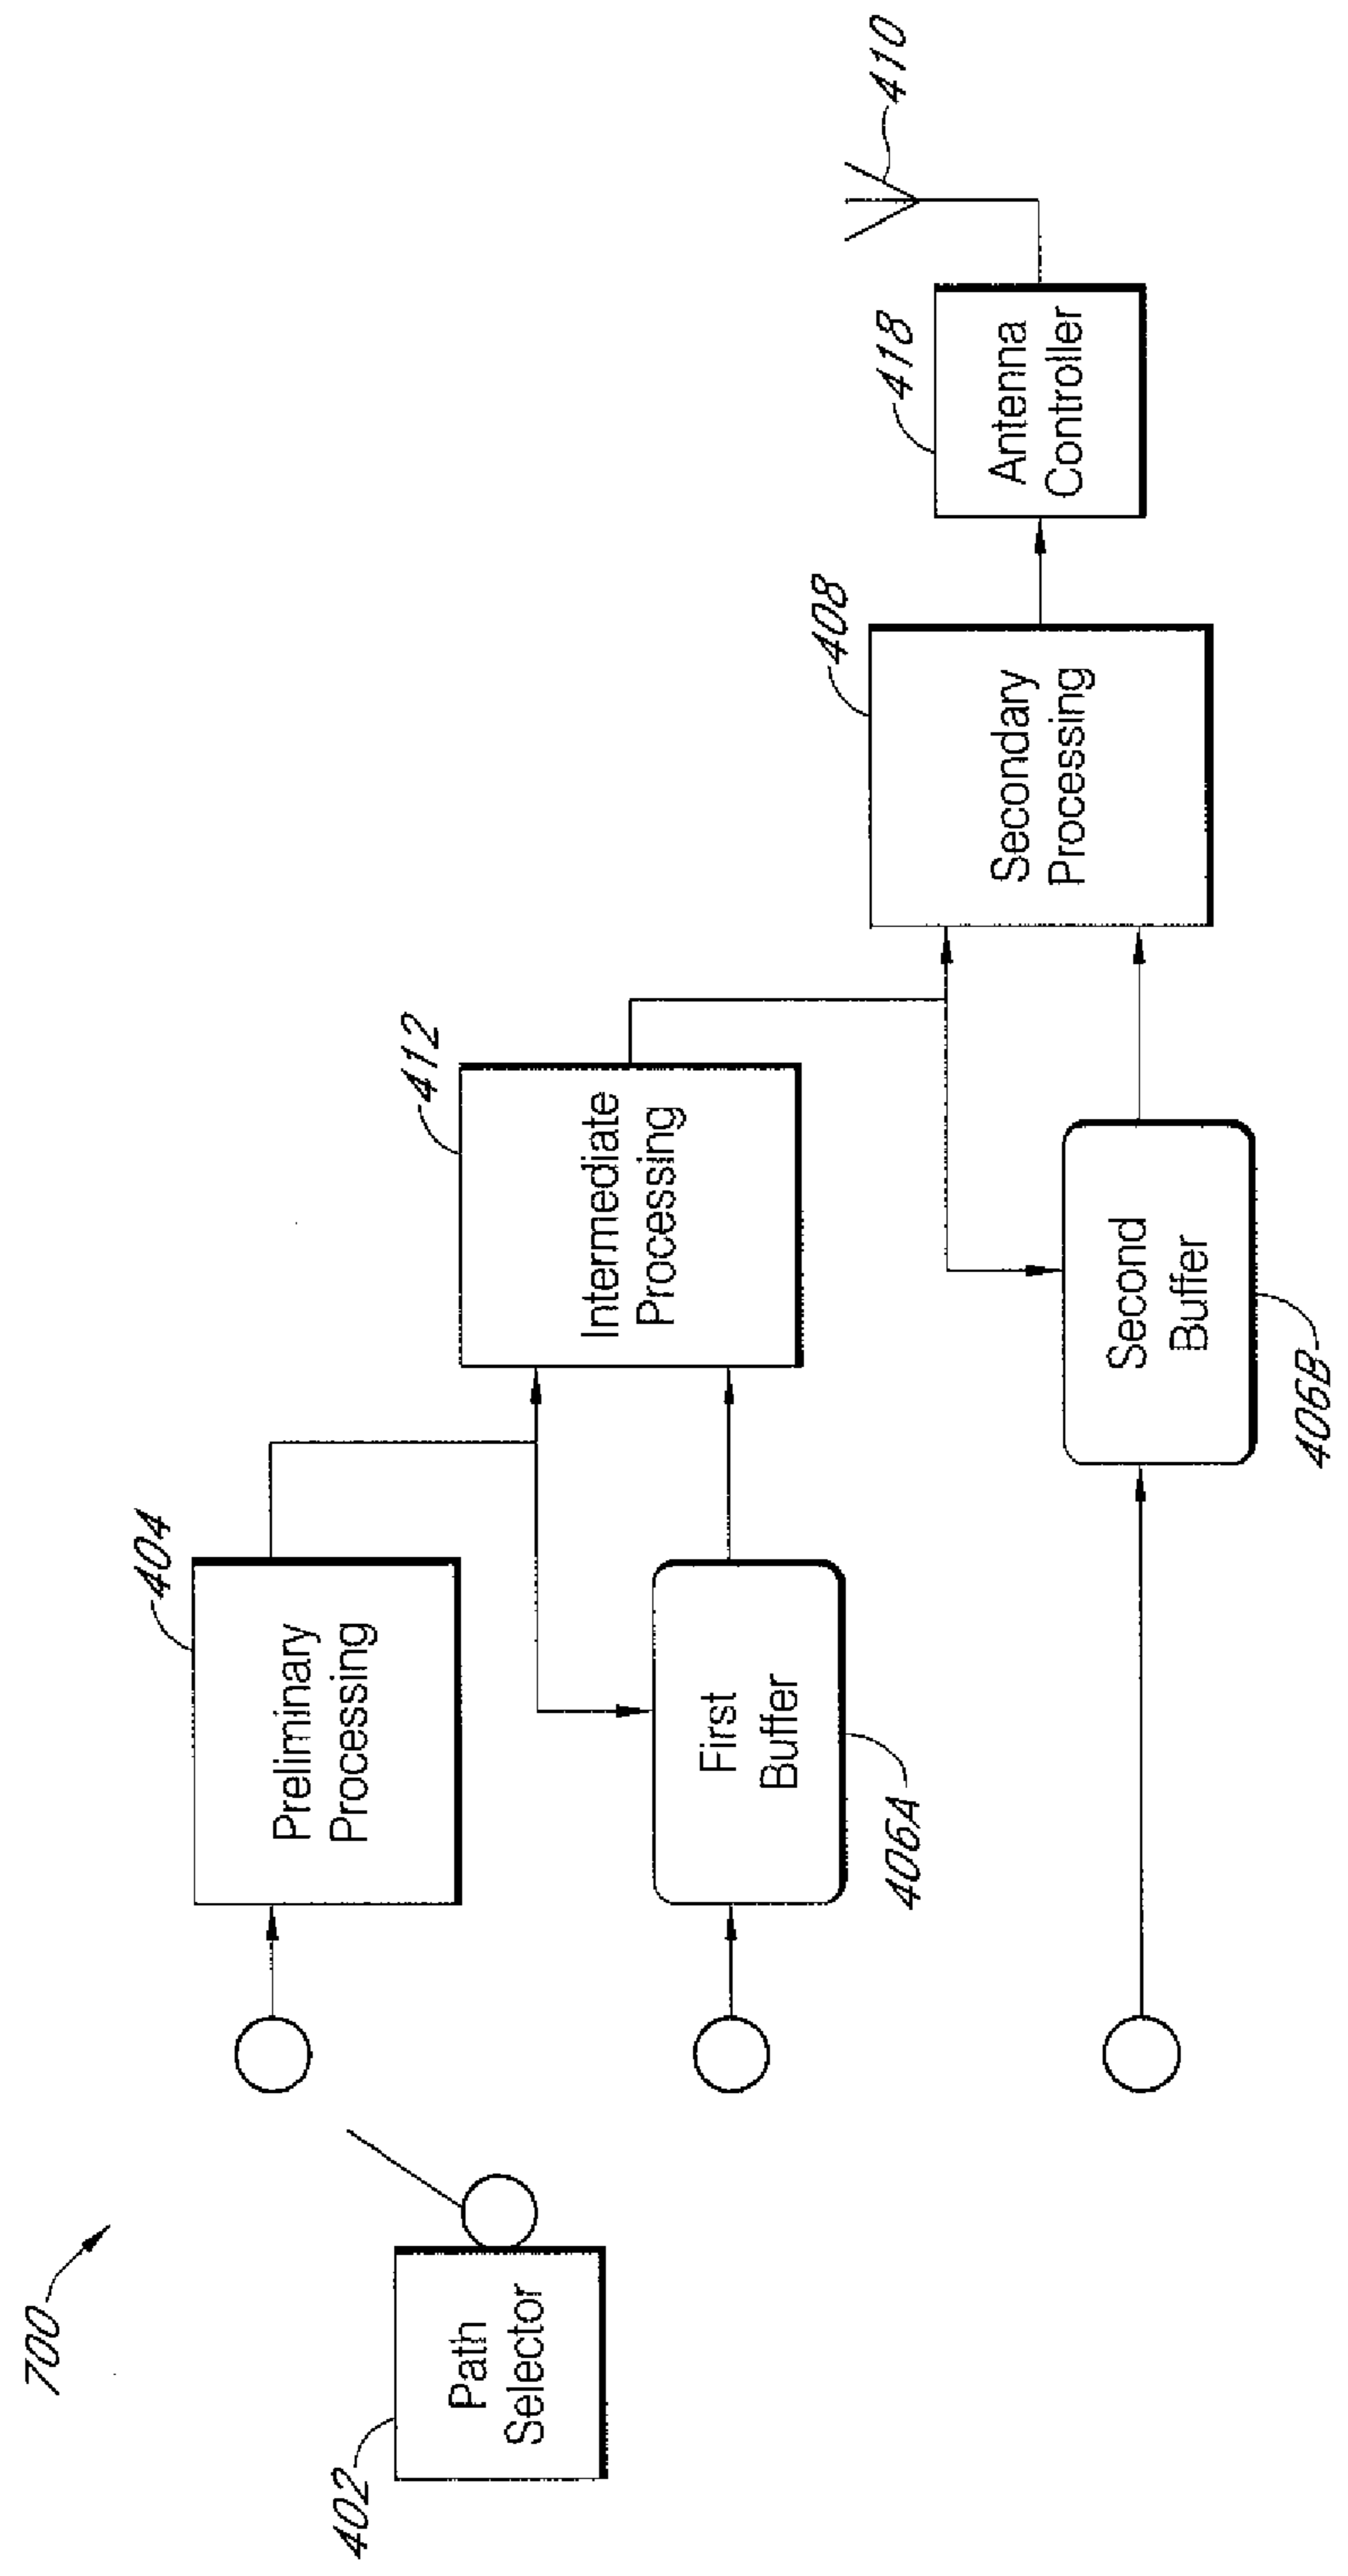 700
402
Path
Selector
404
Preliminary
Processing
First
Buffer
406A
412
Intermediate
Processing
Second
Buffer
406B
408
Secondary
Processing
418
Antenna
Controller
410